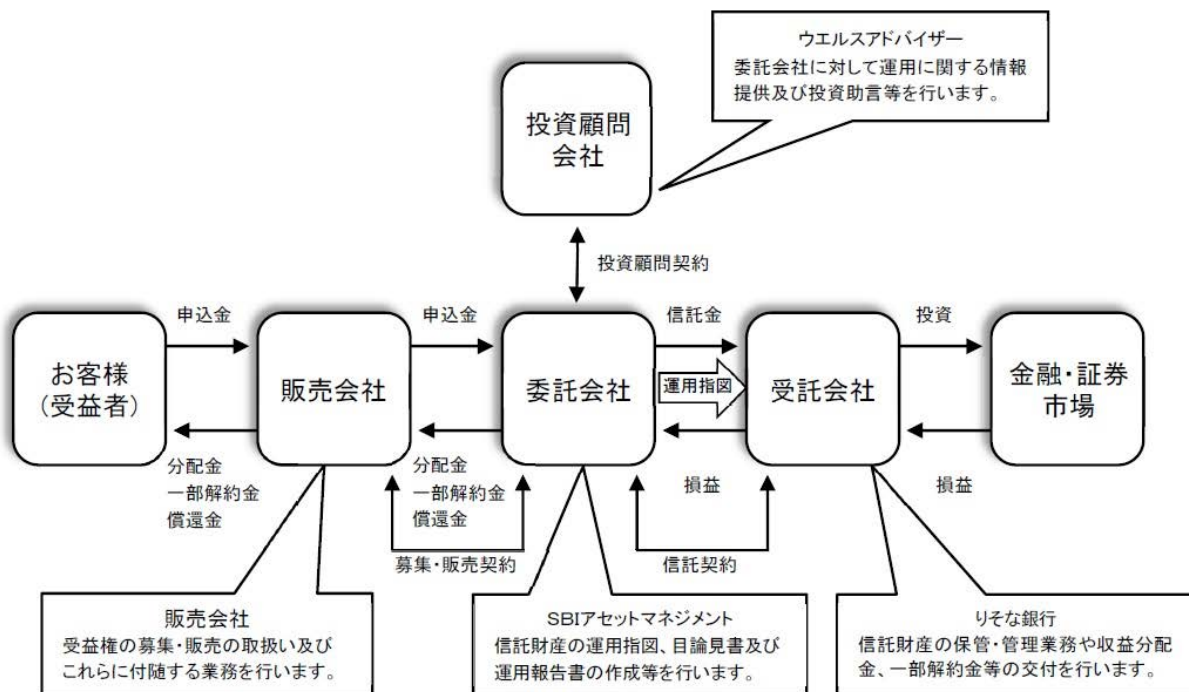 ウエルスアドバイザー
委託会社に対して運用に関する情報
提供及び投資助言等を行います。
投資顧問
会社
投資顧問契約
申込金
申込金
信託金
投資
お客様
(受益者)
販売会社
委託会社
運用指図
受託会社
金融・証券
市場
分配金
一部解約金
償還金
分配金
一部解約金
償還金
損益
損益
募集・販売契約
信託契約
販売会社
受益権の募集・販売の取扱い及び
これらに付随する業務を行います。
SBIアセットマネジメント
信託財産の運用指図、目論見書及び
運用報告書の作成等を行います。
りそな銀行
信託財産の保管・管理業務や収益分配
金、一部解約金等の交付を行います。